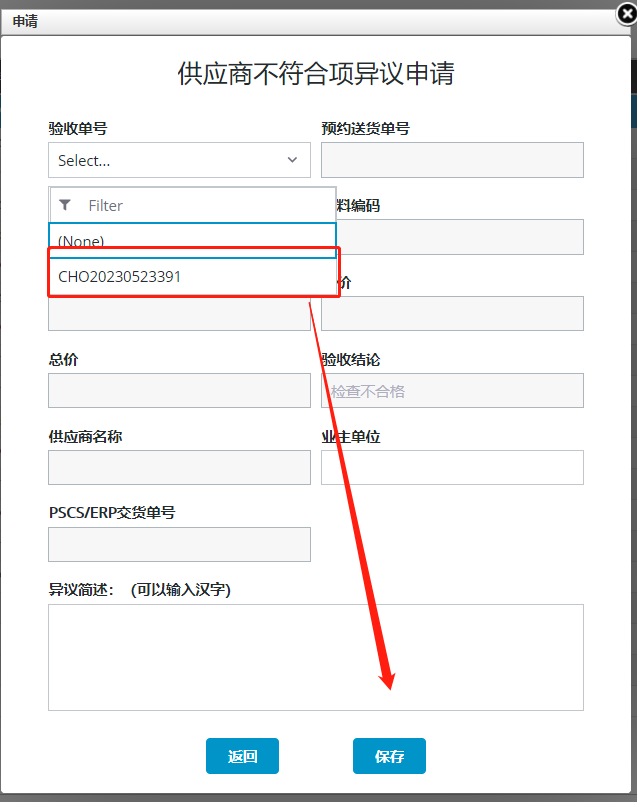 申请
供应商不符合项异议申请
验收单号
预约送货单号
Select...
Filter
料编码
(None)
CHO20230523391
价
总价
验收结论
检查不合格
供应商名称
业主单位
PSCS/ERP交货单号
异议简述： (可以输入汉字)
返回
保存